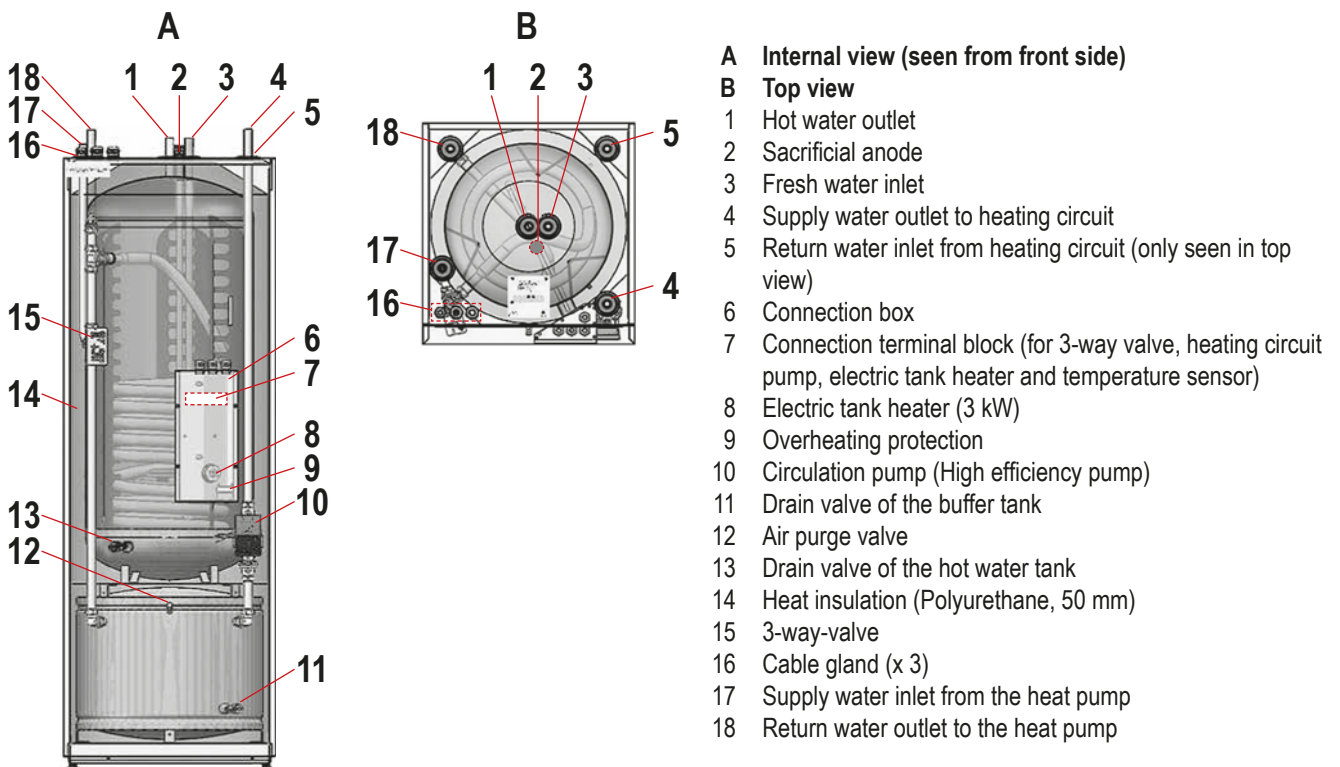 A
B
18
17
16
1
2
3
4
5
15
14
6
7
8
9
10
13
12
11
1
2
3
18
5
17
16
4
A Internal view (seen from front side)
B Top view
1 Hot water outlet
2 Sacrificial anode
3 Fresh water inlet
4 Supply water outlet to heating circuit
5 Return water inlet from heating circuit (only seen in top
view)
6 Connection box
7 Connection terminal block (for 3-way valve, heating circuit
pump, electric tank heater and temperature sensor)
8 Electric tank heater (3 kW)
9 Overheating protection
10 Circulation pump (High efficiency pump)
11 Drain valve of the buffer tank
12 Air purge valve
13 Drain valve of the hot water tank
14 Heat insulation (Polyurethane, 50 mm)
15 3-way-valve
16 Cable gland (x 3)
17 Supply water inlet from the heat pump
18 Return water outlet to the heat pump